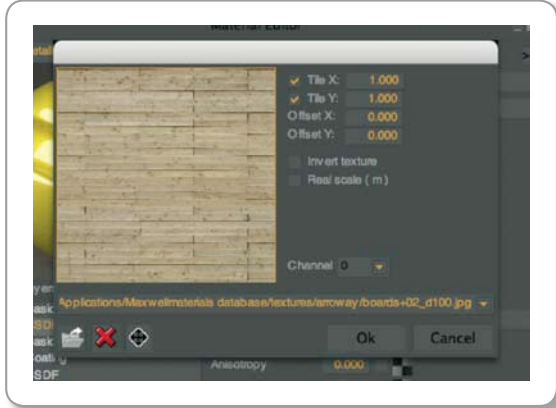 Material Editor
Tile X: 1.000
Tile Y: 1.000
Offset X: 0.000
Offset Y: 0.000
Invert texture
Real scale ( m )
Channel 0
Applications/Maxwellmaterials database/textures/arroway/boards+02_d100.jpg
Ok Cancel
Anisotropy 0.000
SDF